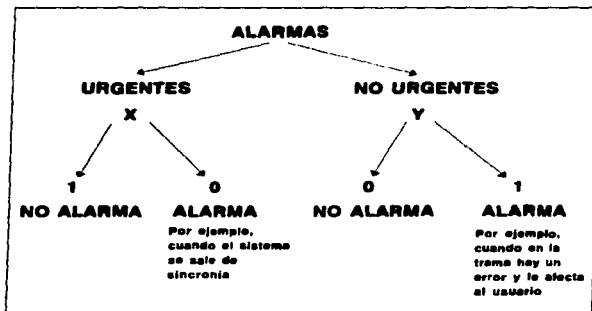 ALARMAS
URGENTES
NO URGENTES
X
Y
1
0
0
1
NO ALARMA
ALARMA
NO ALARMA
ALARMA
Por ejemplo,
cuando el sistema
se sale de
sincronía
Por ejemplo,
cuando en la
trama hay un
error y le afecta
al usuario